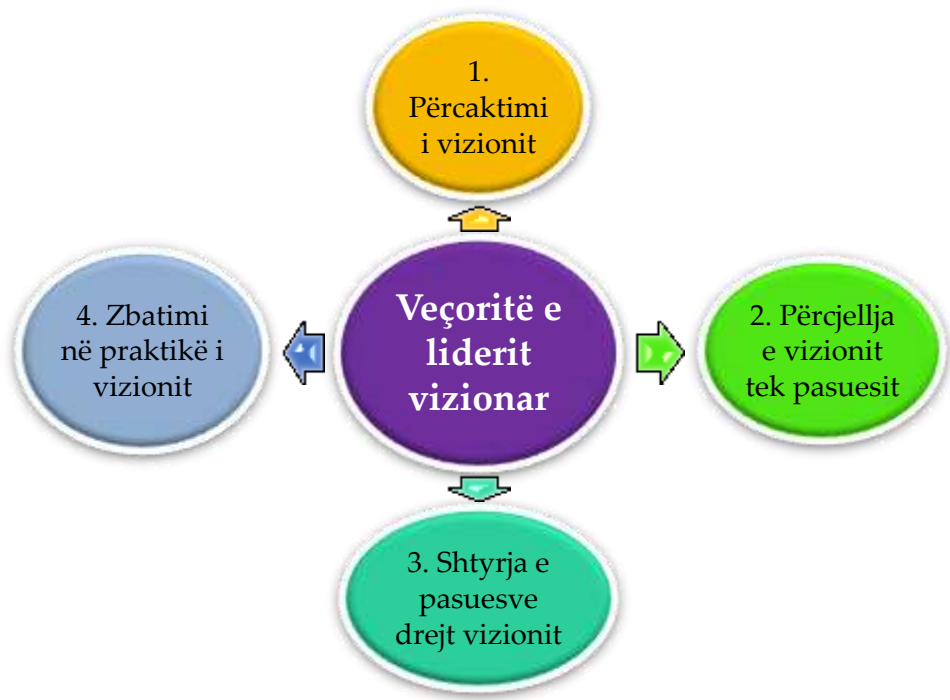 1.
Përcaktimi
i vizionit
Veçoritë e
liderit
vizionar
2. Përcjellja
e vizionit
tek pasuesit
3. Shtyrja e
pasuesve
drejt vizionit
4. Zbatimi
në praktikë i
vizionit